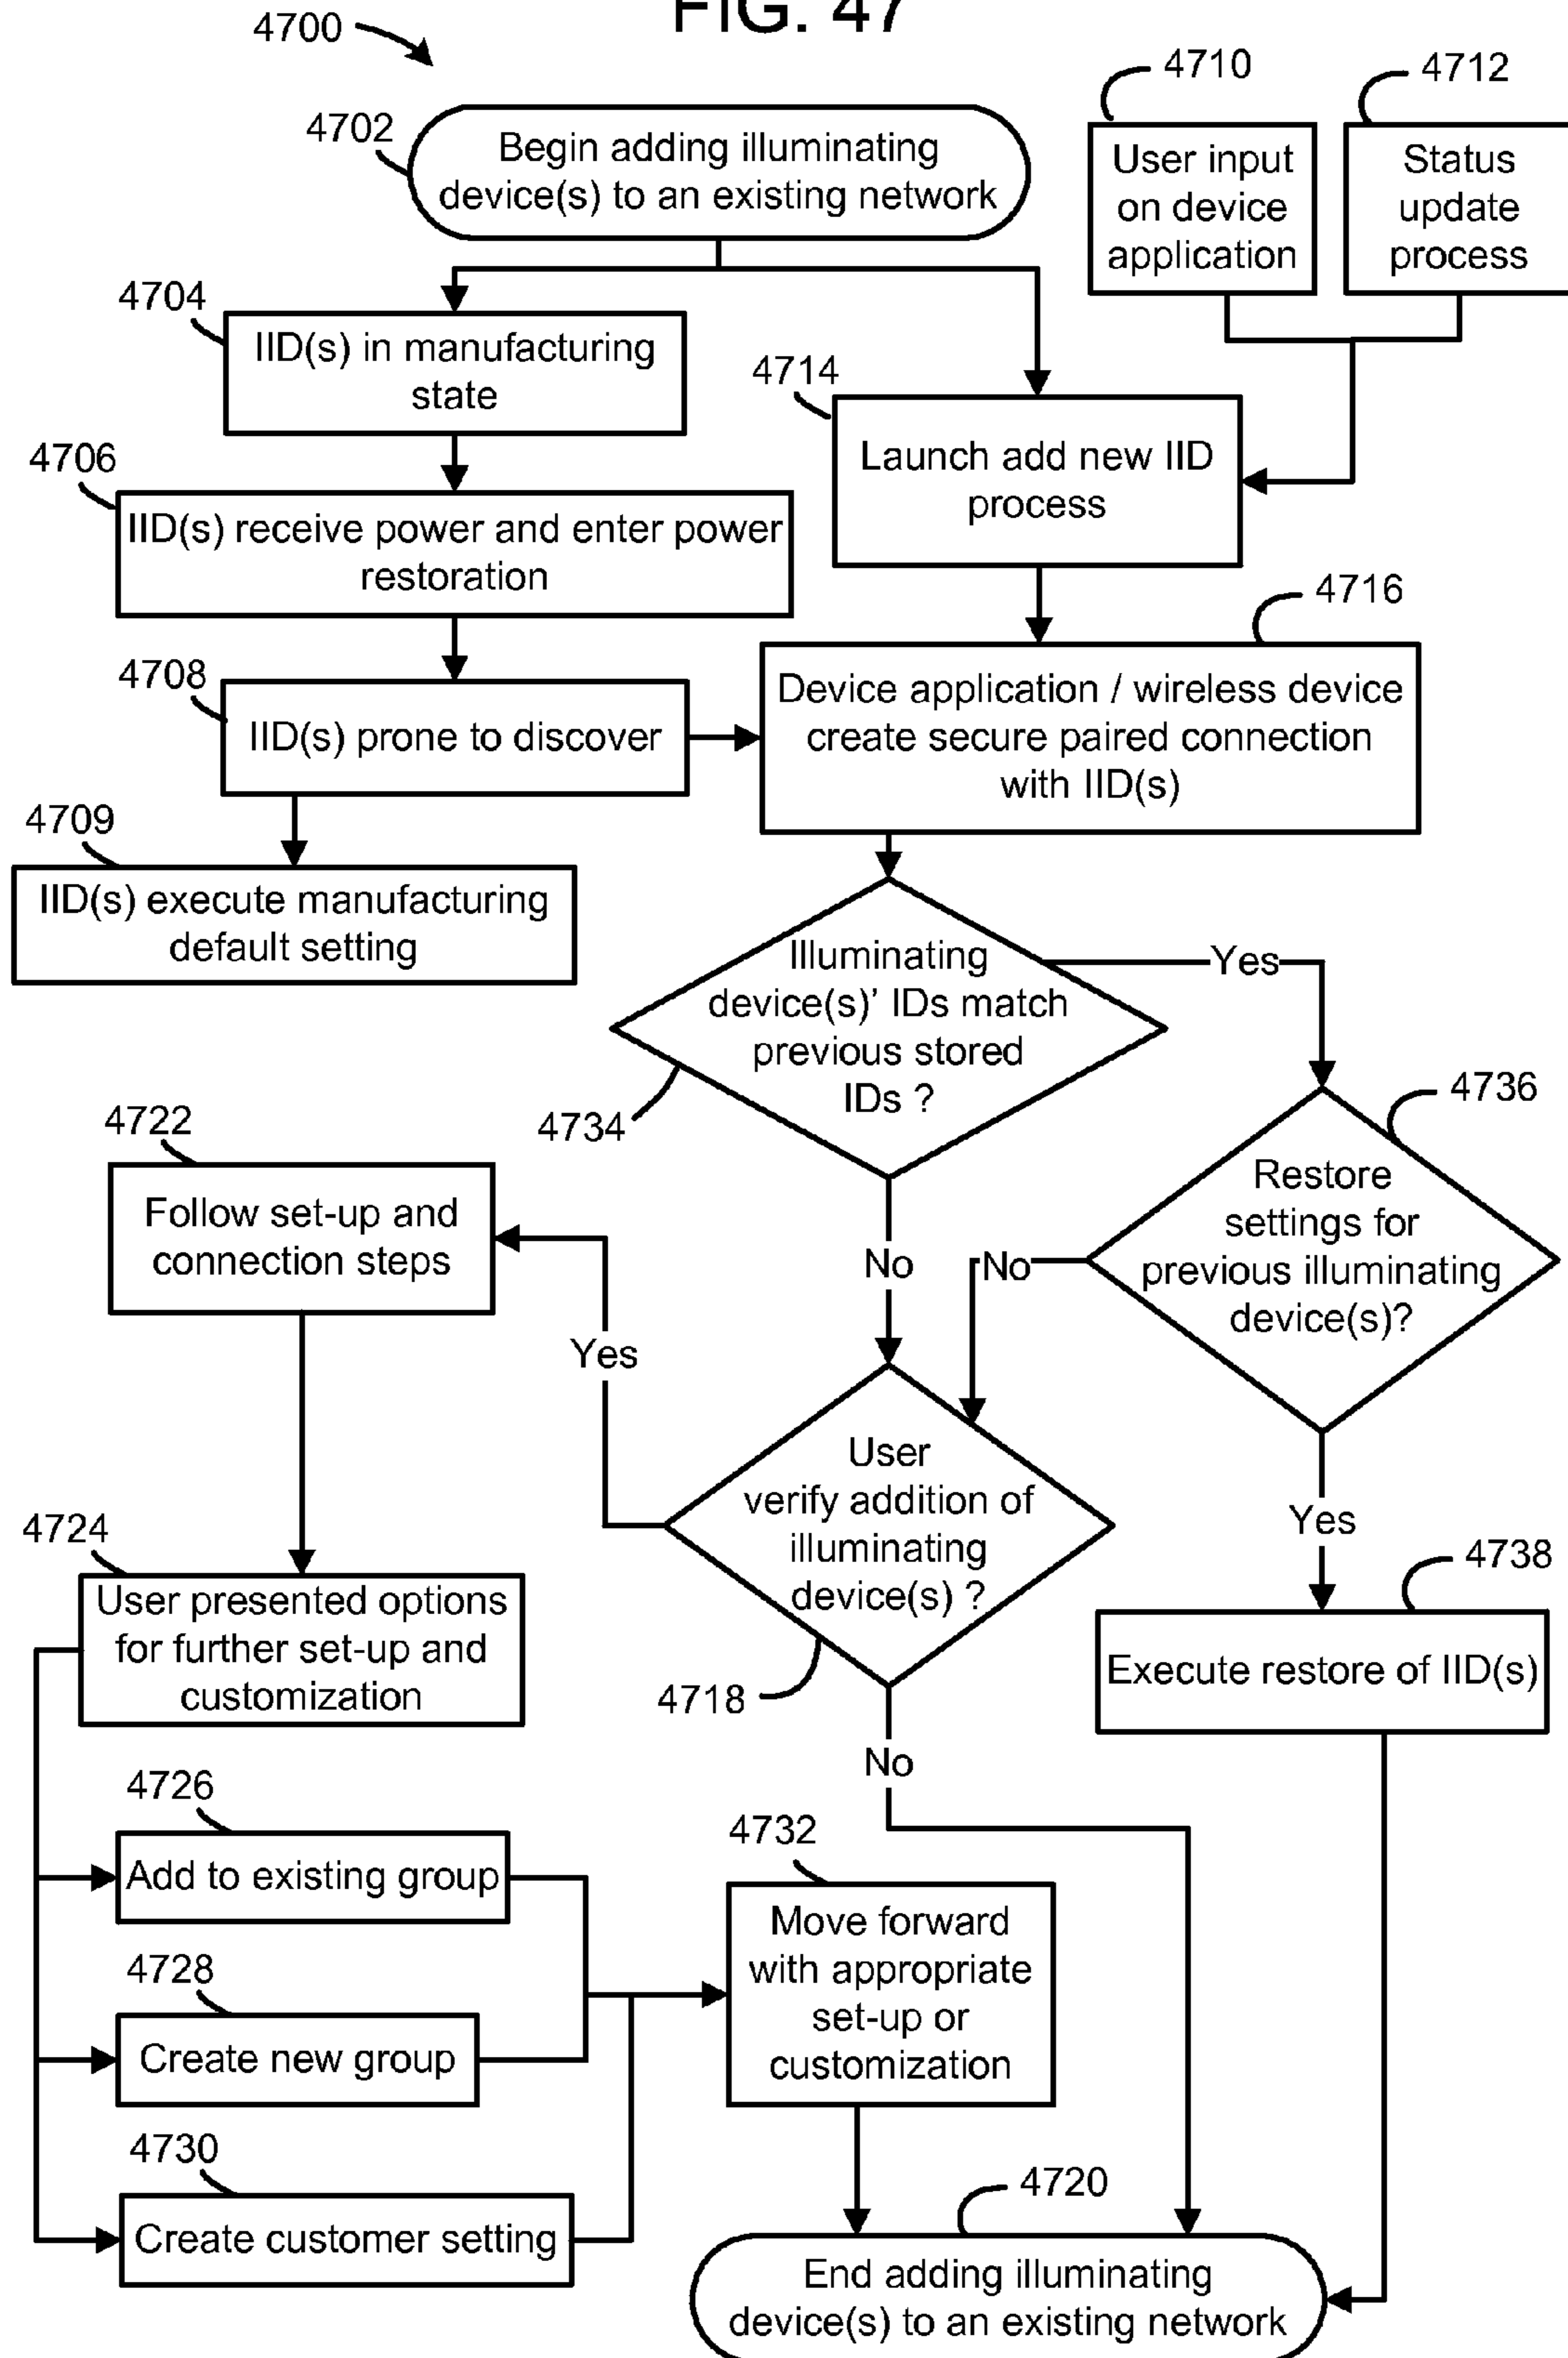 FIG. 47
4700
4710
4712
4702
Begin adding illuminating
device(s) to an existing network
User input
on device
application
Status
update
process
4704
IID(s) in manufacturing
state
4714
Launch add new IID
process
4706
IID(s) receive power and enter power
restoration
4716
4708
IID(s) prone to discover
Device application / wireless device
create secure paired connection
with IID(s)
4709
IID(s) execute manufacturing
default setting
Illuminating
device(s)’ IDs match
previous stored
IDs ?
Yes
4734
4736
4722
Follow set-up and
connection steps
Restore
settings for
previous illuminating
device(s)?
No
No
Yes
User
verify addition of
illuminating
device(s) ?
Yes
4724
User presented options
for further set-up and
customization
4738
Execute restore of IID(s)
4718
No
4726
Add to existing group
4732
Move forward
with appropriate
set-up or
customization
4728
Create new group
4730
Create customer setting
4720
End adding illuminating
device(s) to an existing network